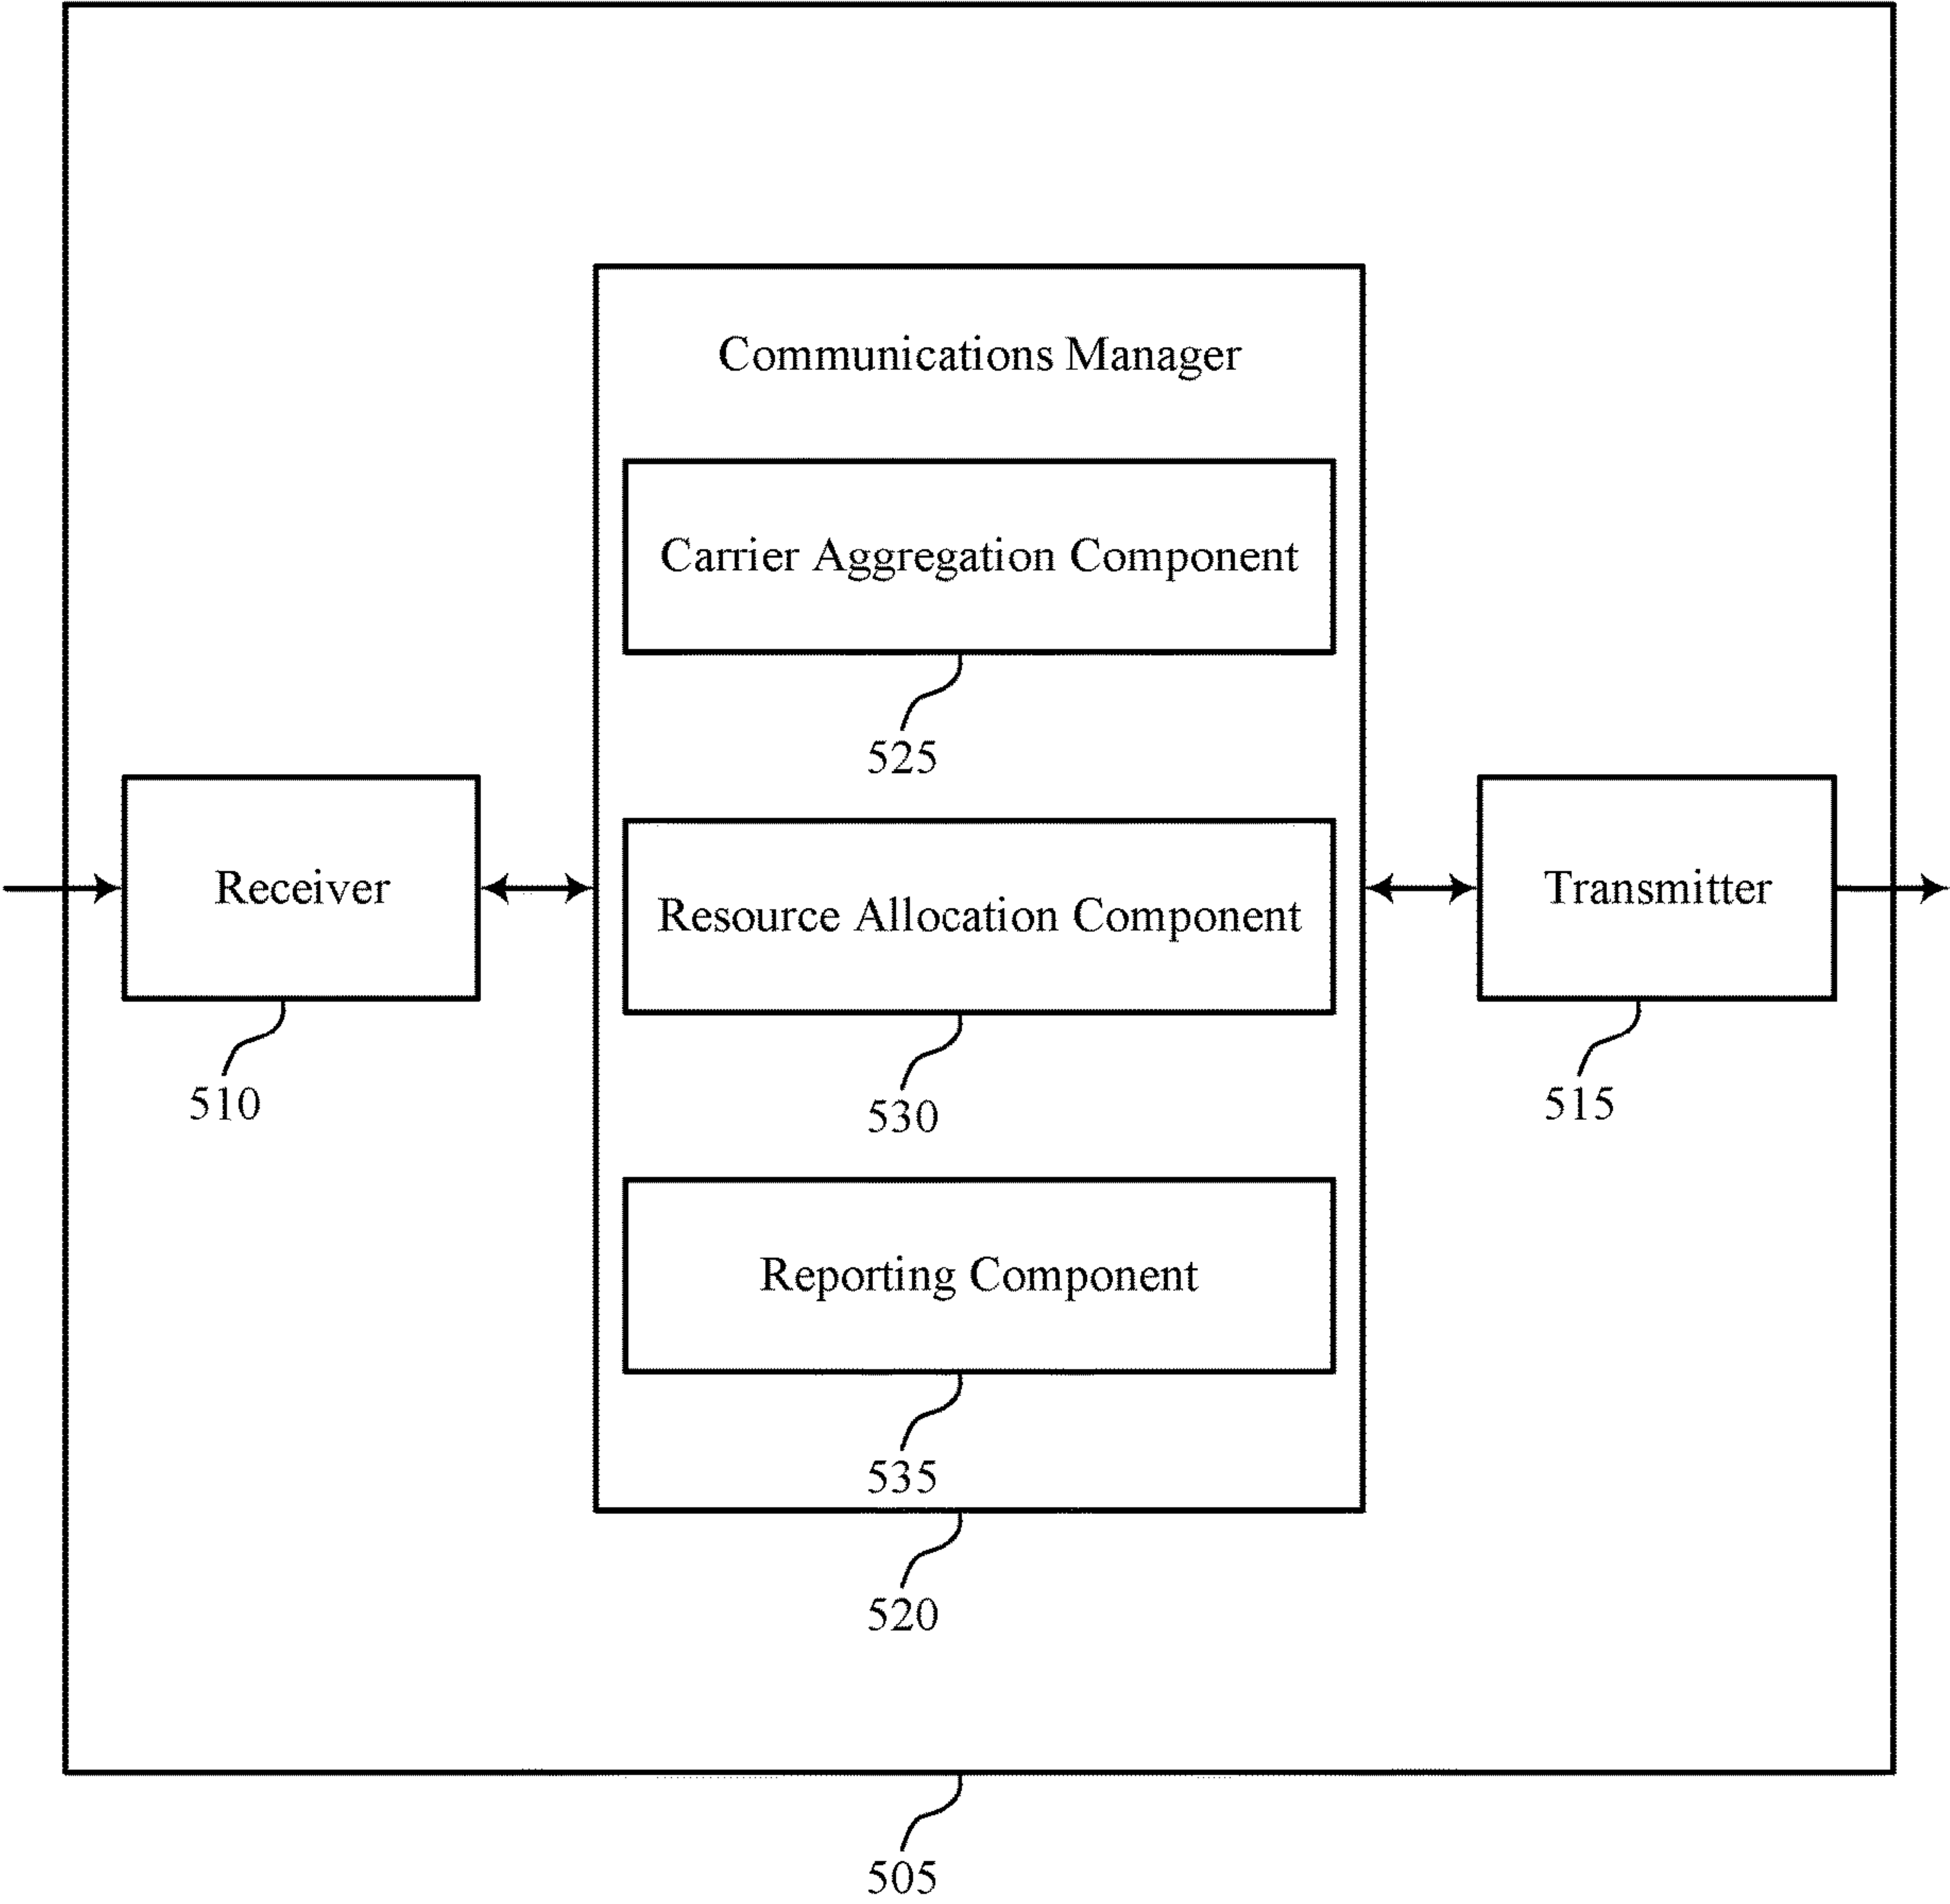 Communications Manager
Carrier Aggregation Component
525
Receiver
510
Resource Allocation Component
530
Transmitter
515
Reporting Component
535
520
505